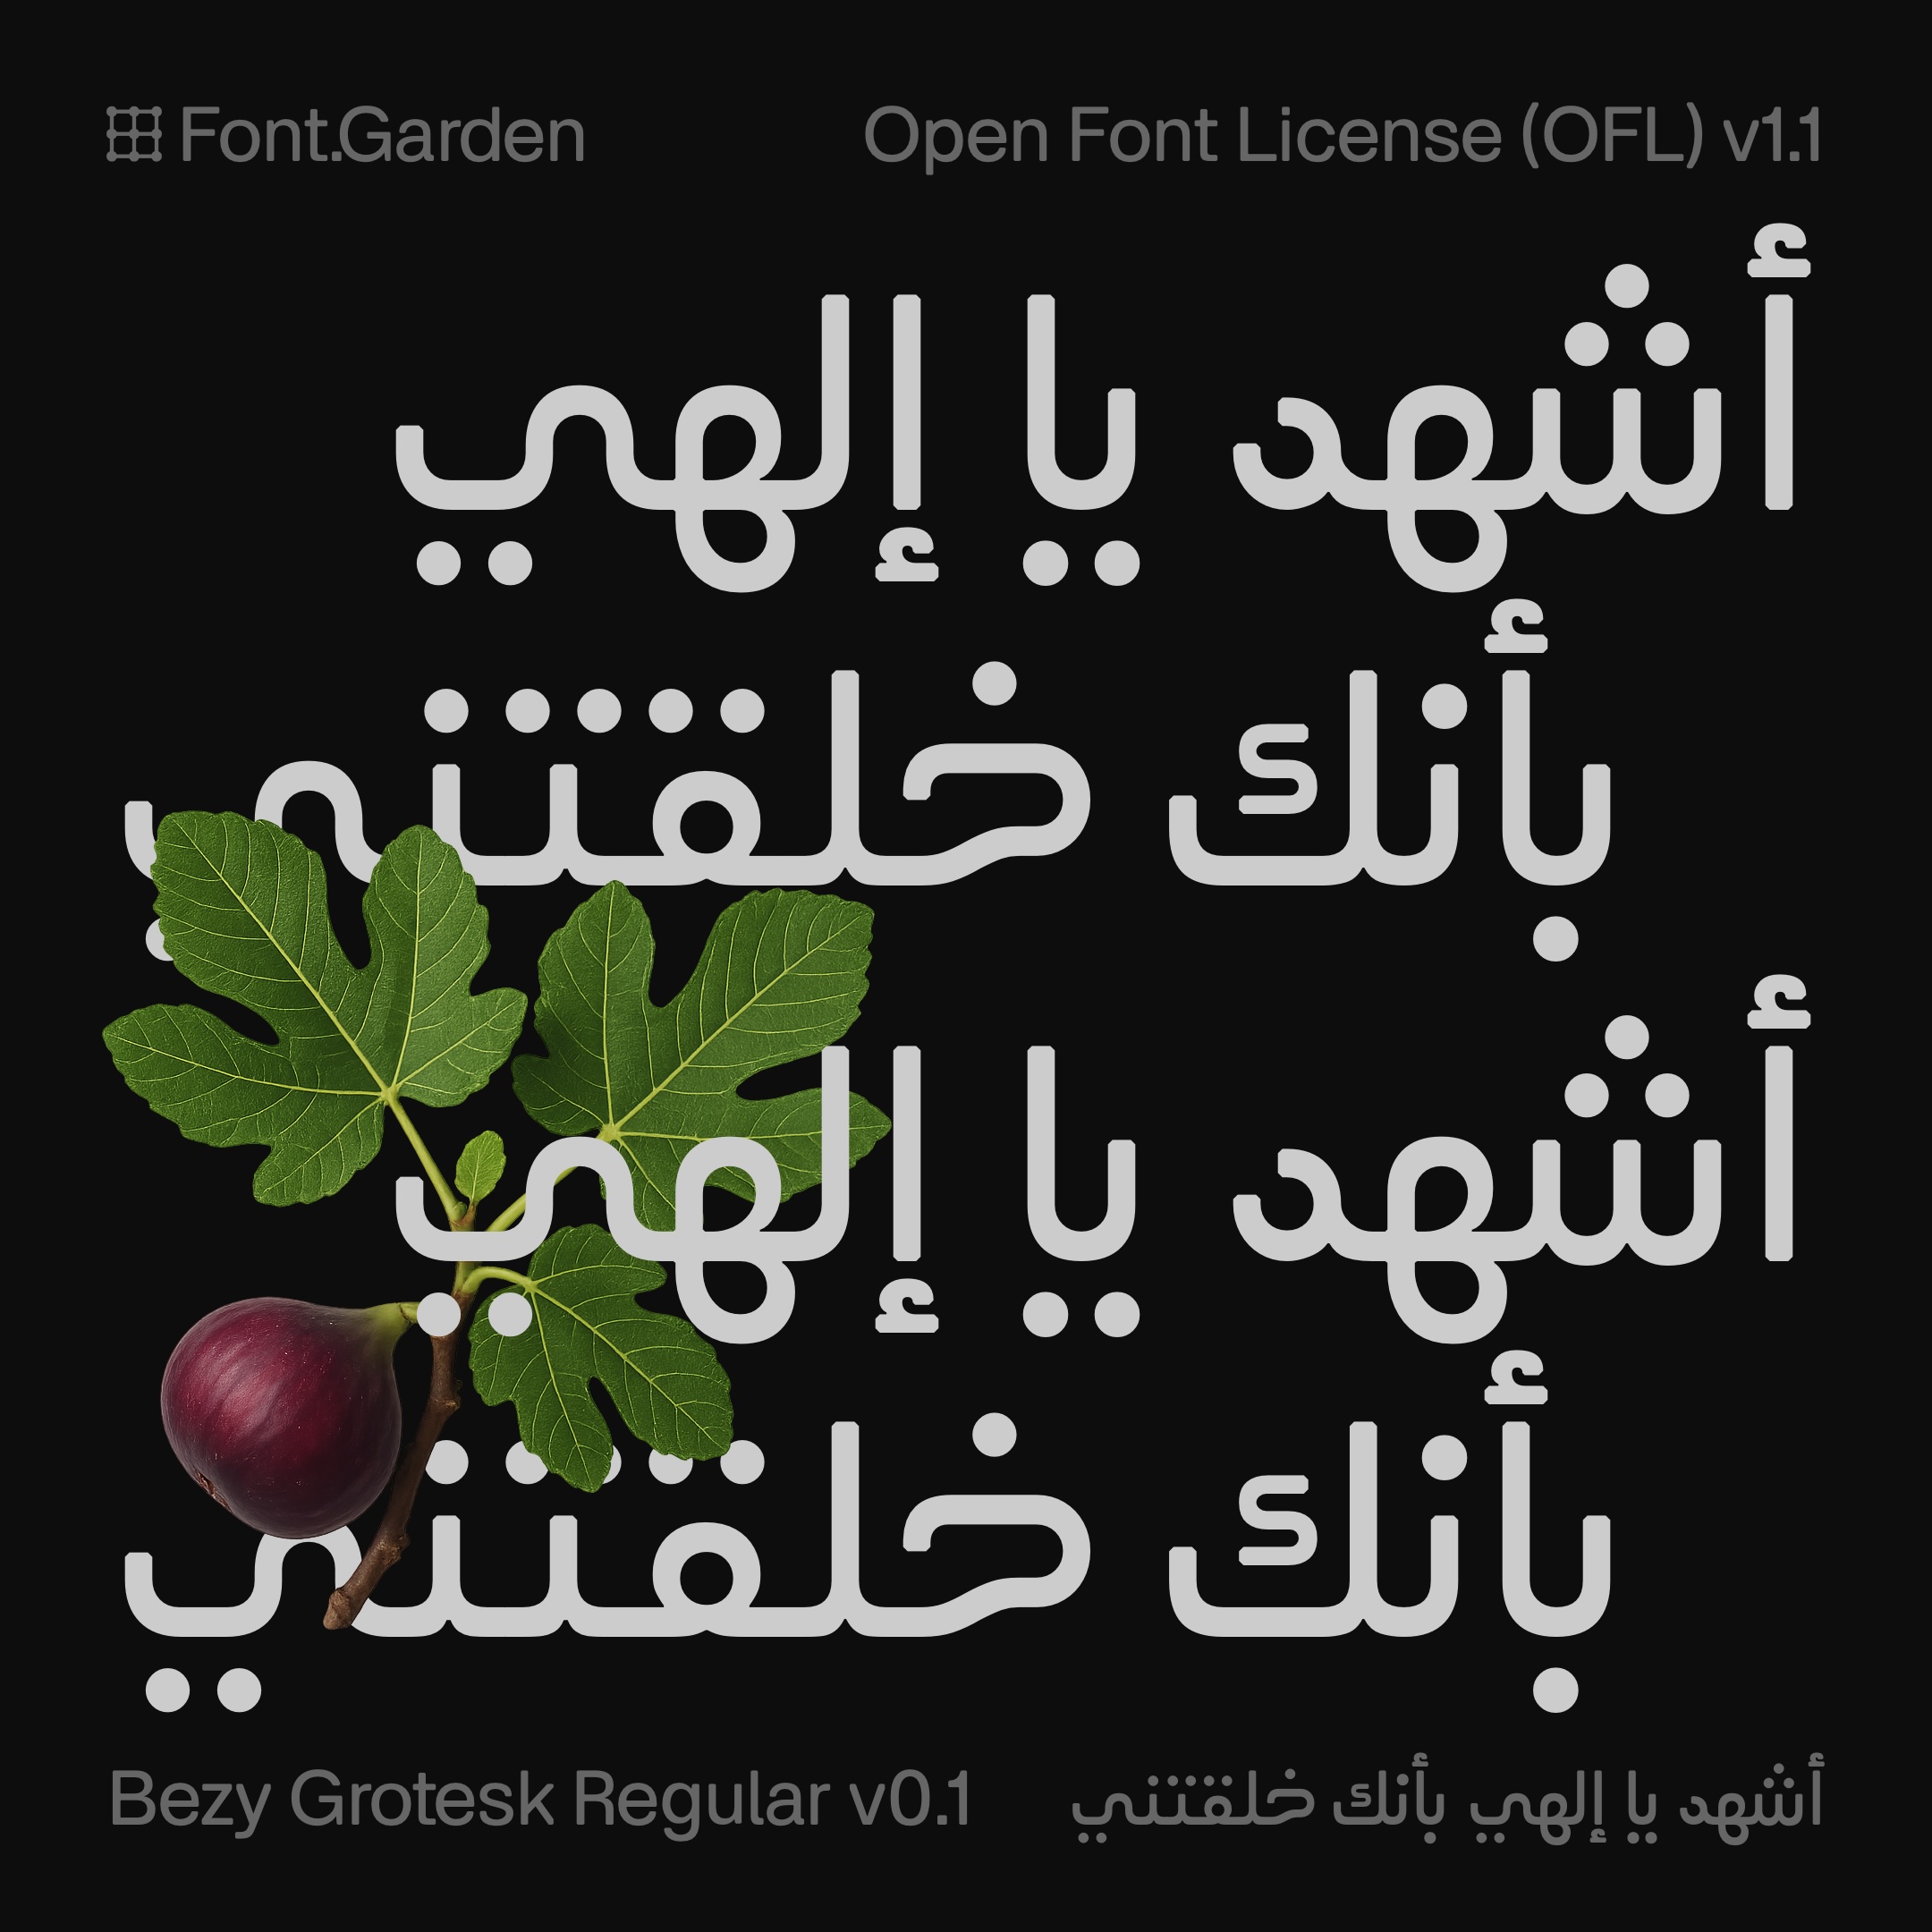 Font.Garden
Open Font License (OFL) v1.1
أشهد يا إلهي
بأنك خلقتني
أشهد يا إلهي
بأنك خلقتني
Bezy Grotesk Regular v0.1
أشهد يا إلهي بأنك خلقتني